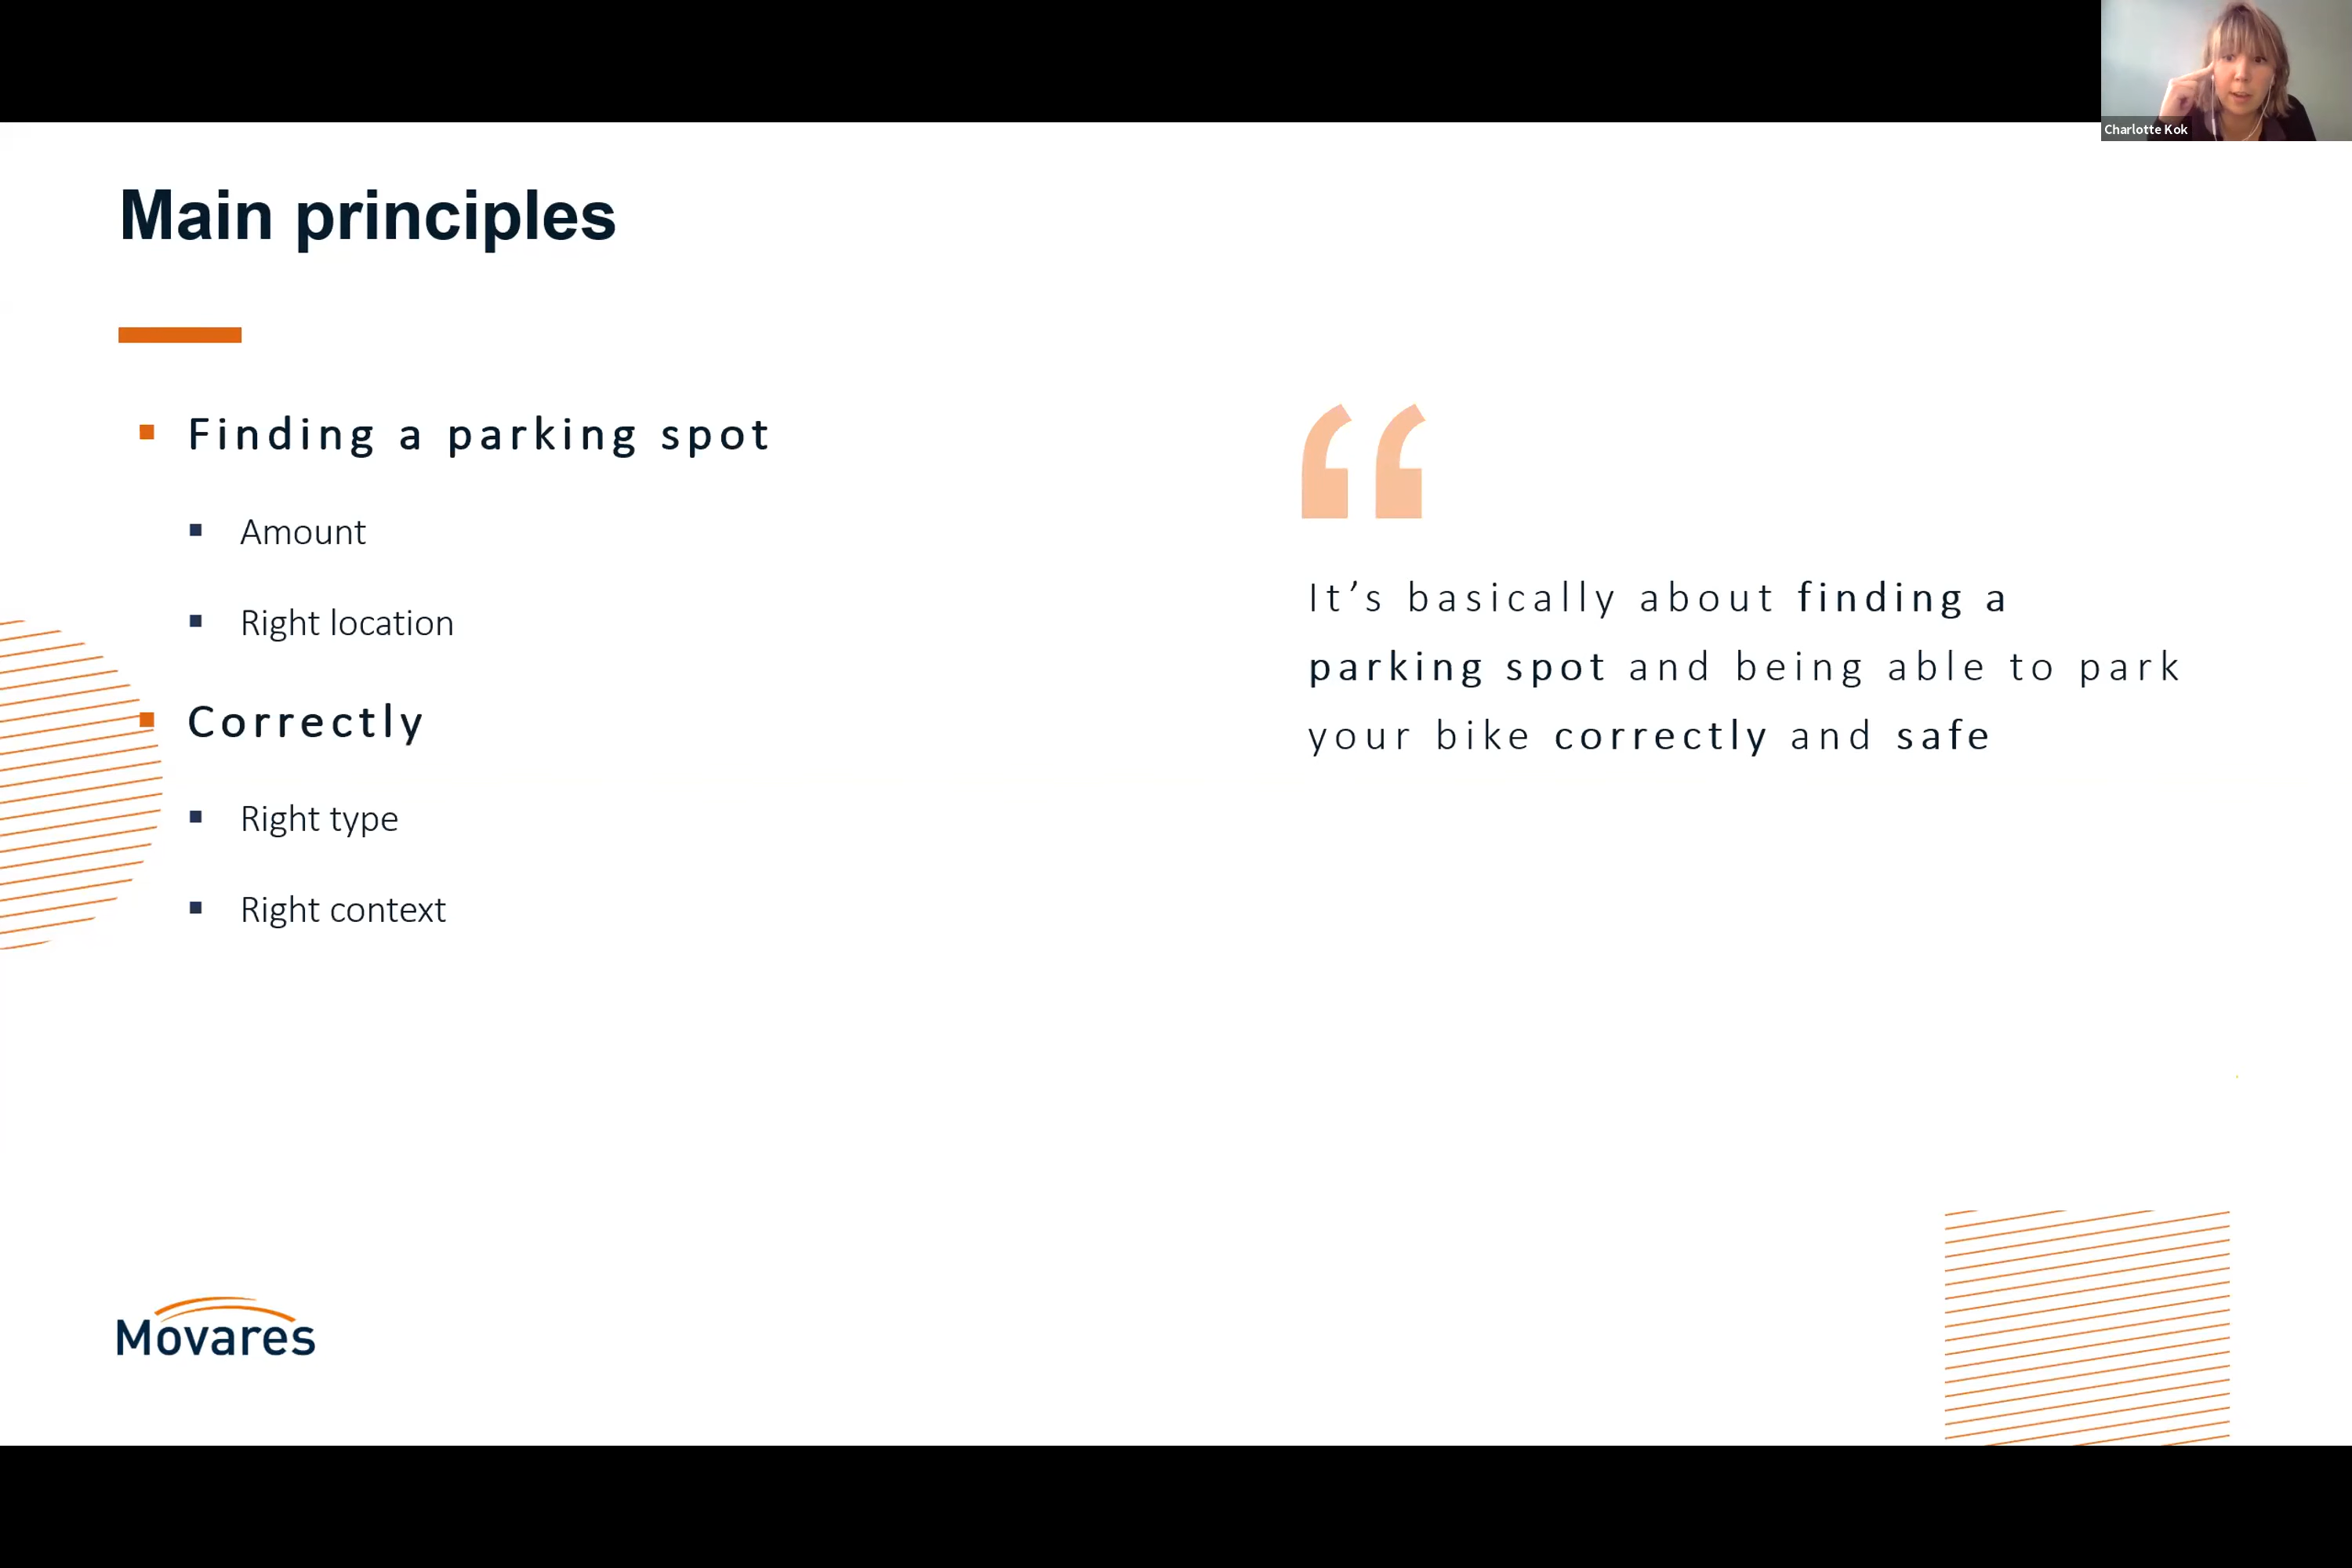 Charlotte Kok
Main principles
Finding a parking spot
Amount
Right location
Correctly
Right type
Right context
It’s basically about finding a
parking spot and being able to park
your bike correctly and safe
Movares